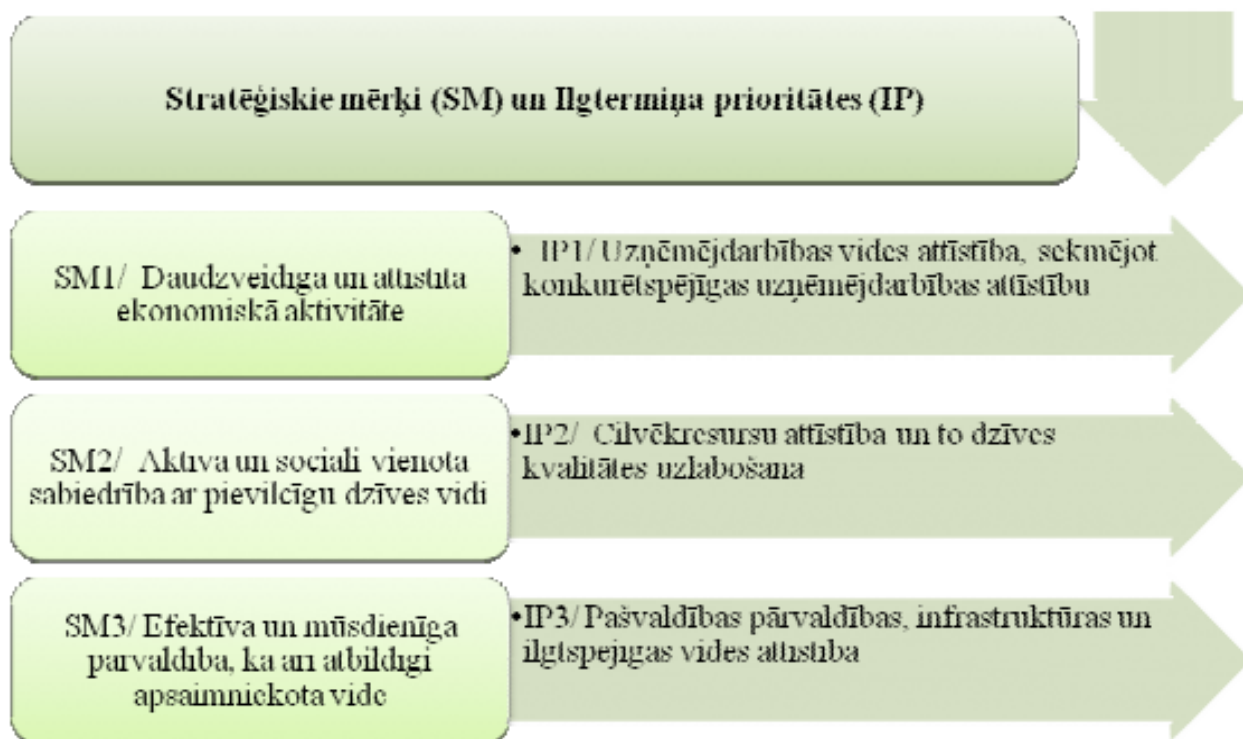 Stratēģiskie mērķi (SM) un Ilgtermiņa prioritātes (IP)
SM1/ Daudzveidīga un attīstīta
ekonomiskā aktivitāte
• IP1/ Uzņēmējdarbības vides attīstība, sekmējot
konkurētspējīgas uzņēmējdarbības attīstību
SM2/ Aktīva un sociāli vienota
sabiedrība ar pievilcīgu dzīves vidi
•IP2/ Cilvēkresursu attīstība un to dzīves
kvalitātes uzlabošana
SM3/ Efektīva un mūsdienīga
pārvaldība, kā arī atbildīgi
apsaimniekota vide
•IP3/ Pašvaldības pārvaldības, infrastruktūras un
ilgtspējīgas vides attīstība